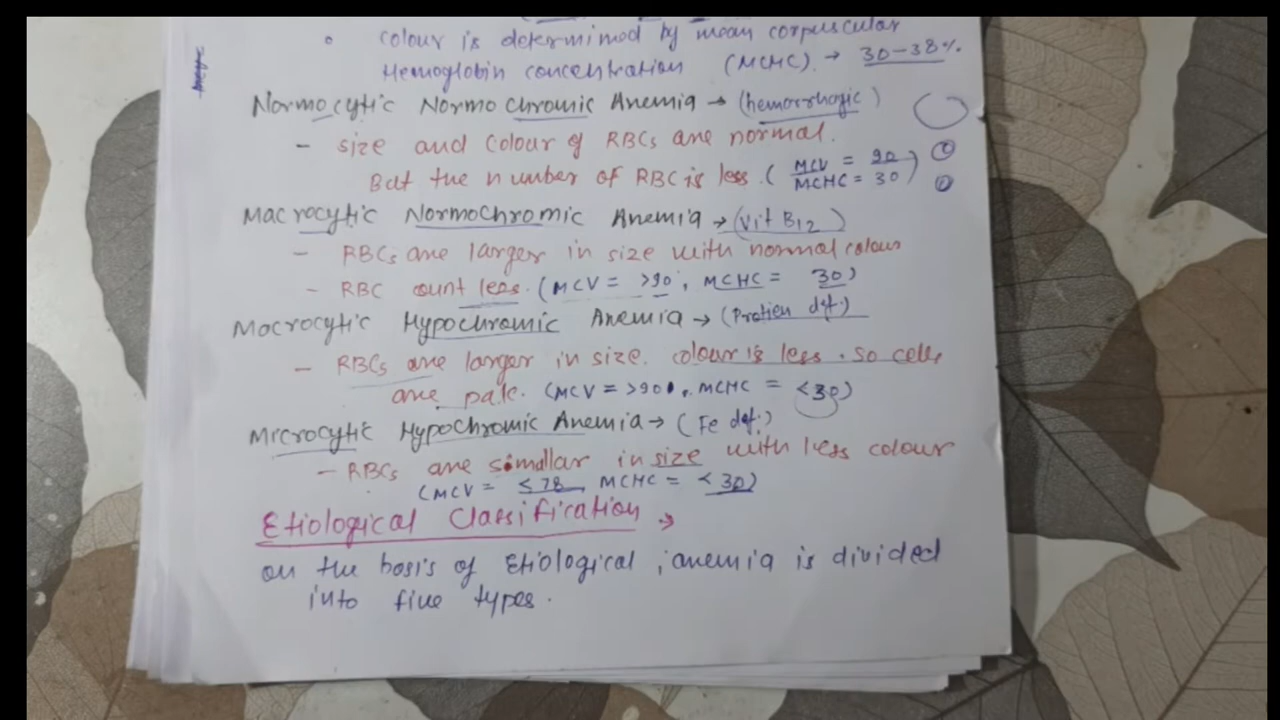 • colour is determimed by mean corpuscular
Hemoglobin concentration (MCHC). → 30-38%.
Normocytic Normo chromic Anemia → (hemorrhagic)
- size and colour of RBCs are normal.
But the number of RBC is less. (MCV = 90
MCHC = 30)
Macrocytic Normochromic Anemia → (vit B12)
- RBCs are larger in size with normal colour
- RBC count less. (MCV = >90, MCHC = 30)
Macrocytic Hypochromic Anemia → (Protien def.)
- RBCs are larger in size. colour is less. so cells
are pale. (MCV = >90, MCHC = <30)
Microcytic Hypochromic Anemia → (Fe def.)
- RBCs are simallar in size with less colour
(MCV = ≤78, MCHC = <30)
Etiological Classification →
on the basis of Etiological, anemia is divided
into five types.